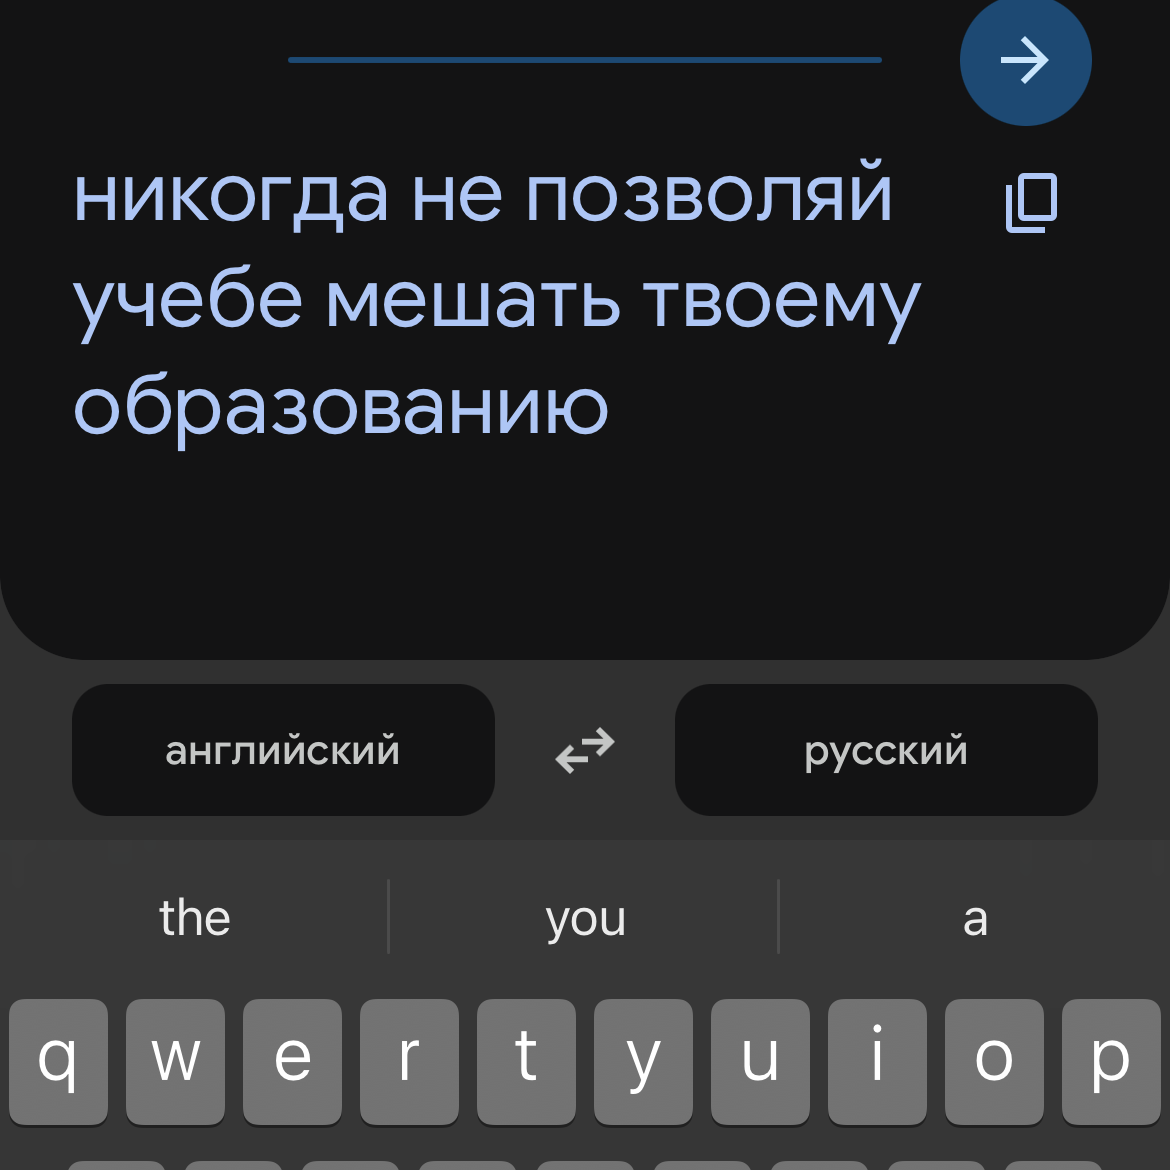 никогда не позволяй
учебе мешать твоему
образованию
английский русский
the you a
q w e r t y u i o p